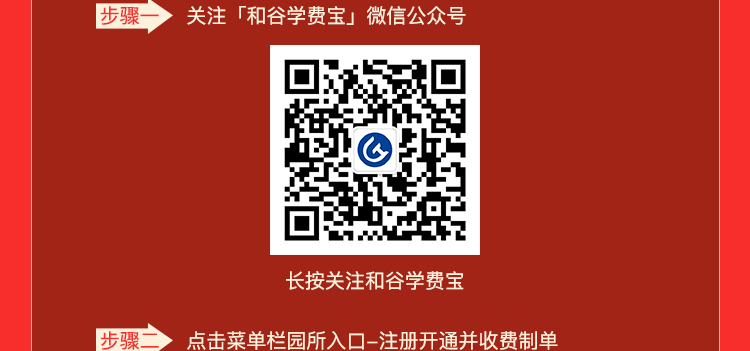 步骤一 关注「和谷学费宝」微信公众号
长按关注和谷学费宝
步骤二 点击菜单栏园所入口–注册开通并收费制单